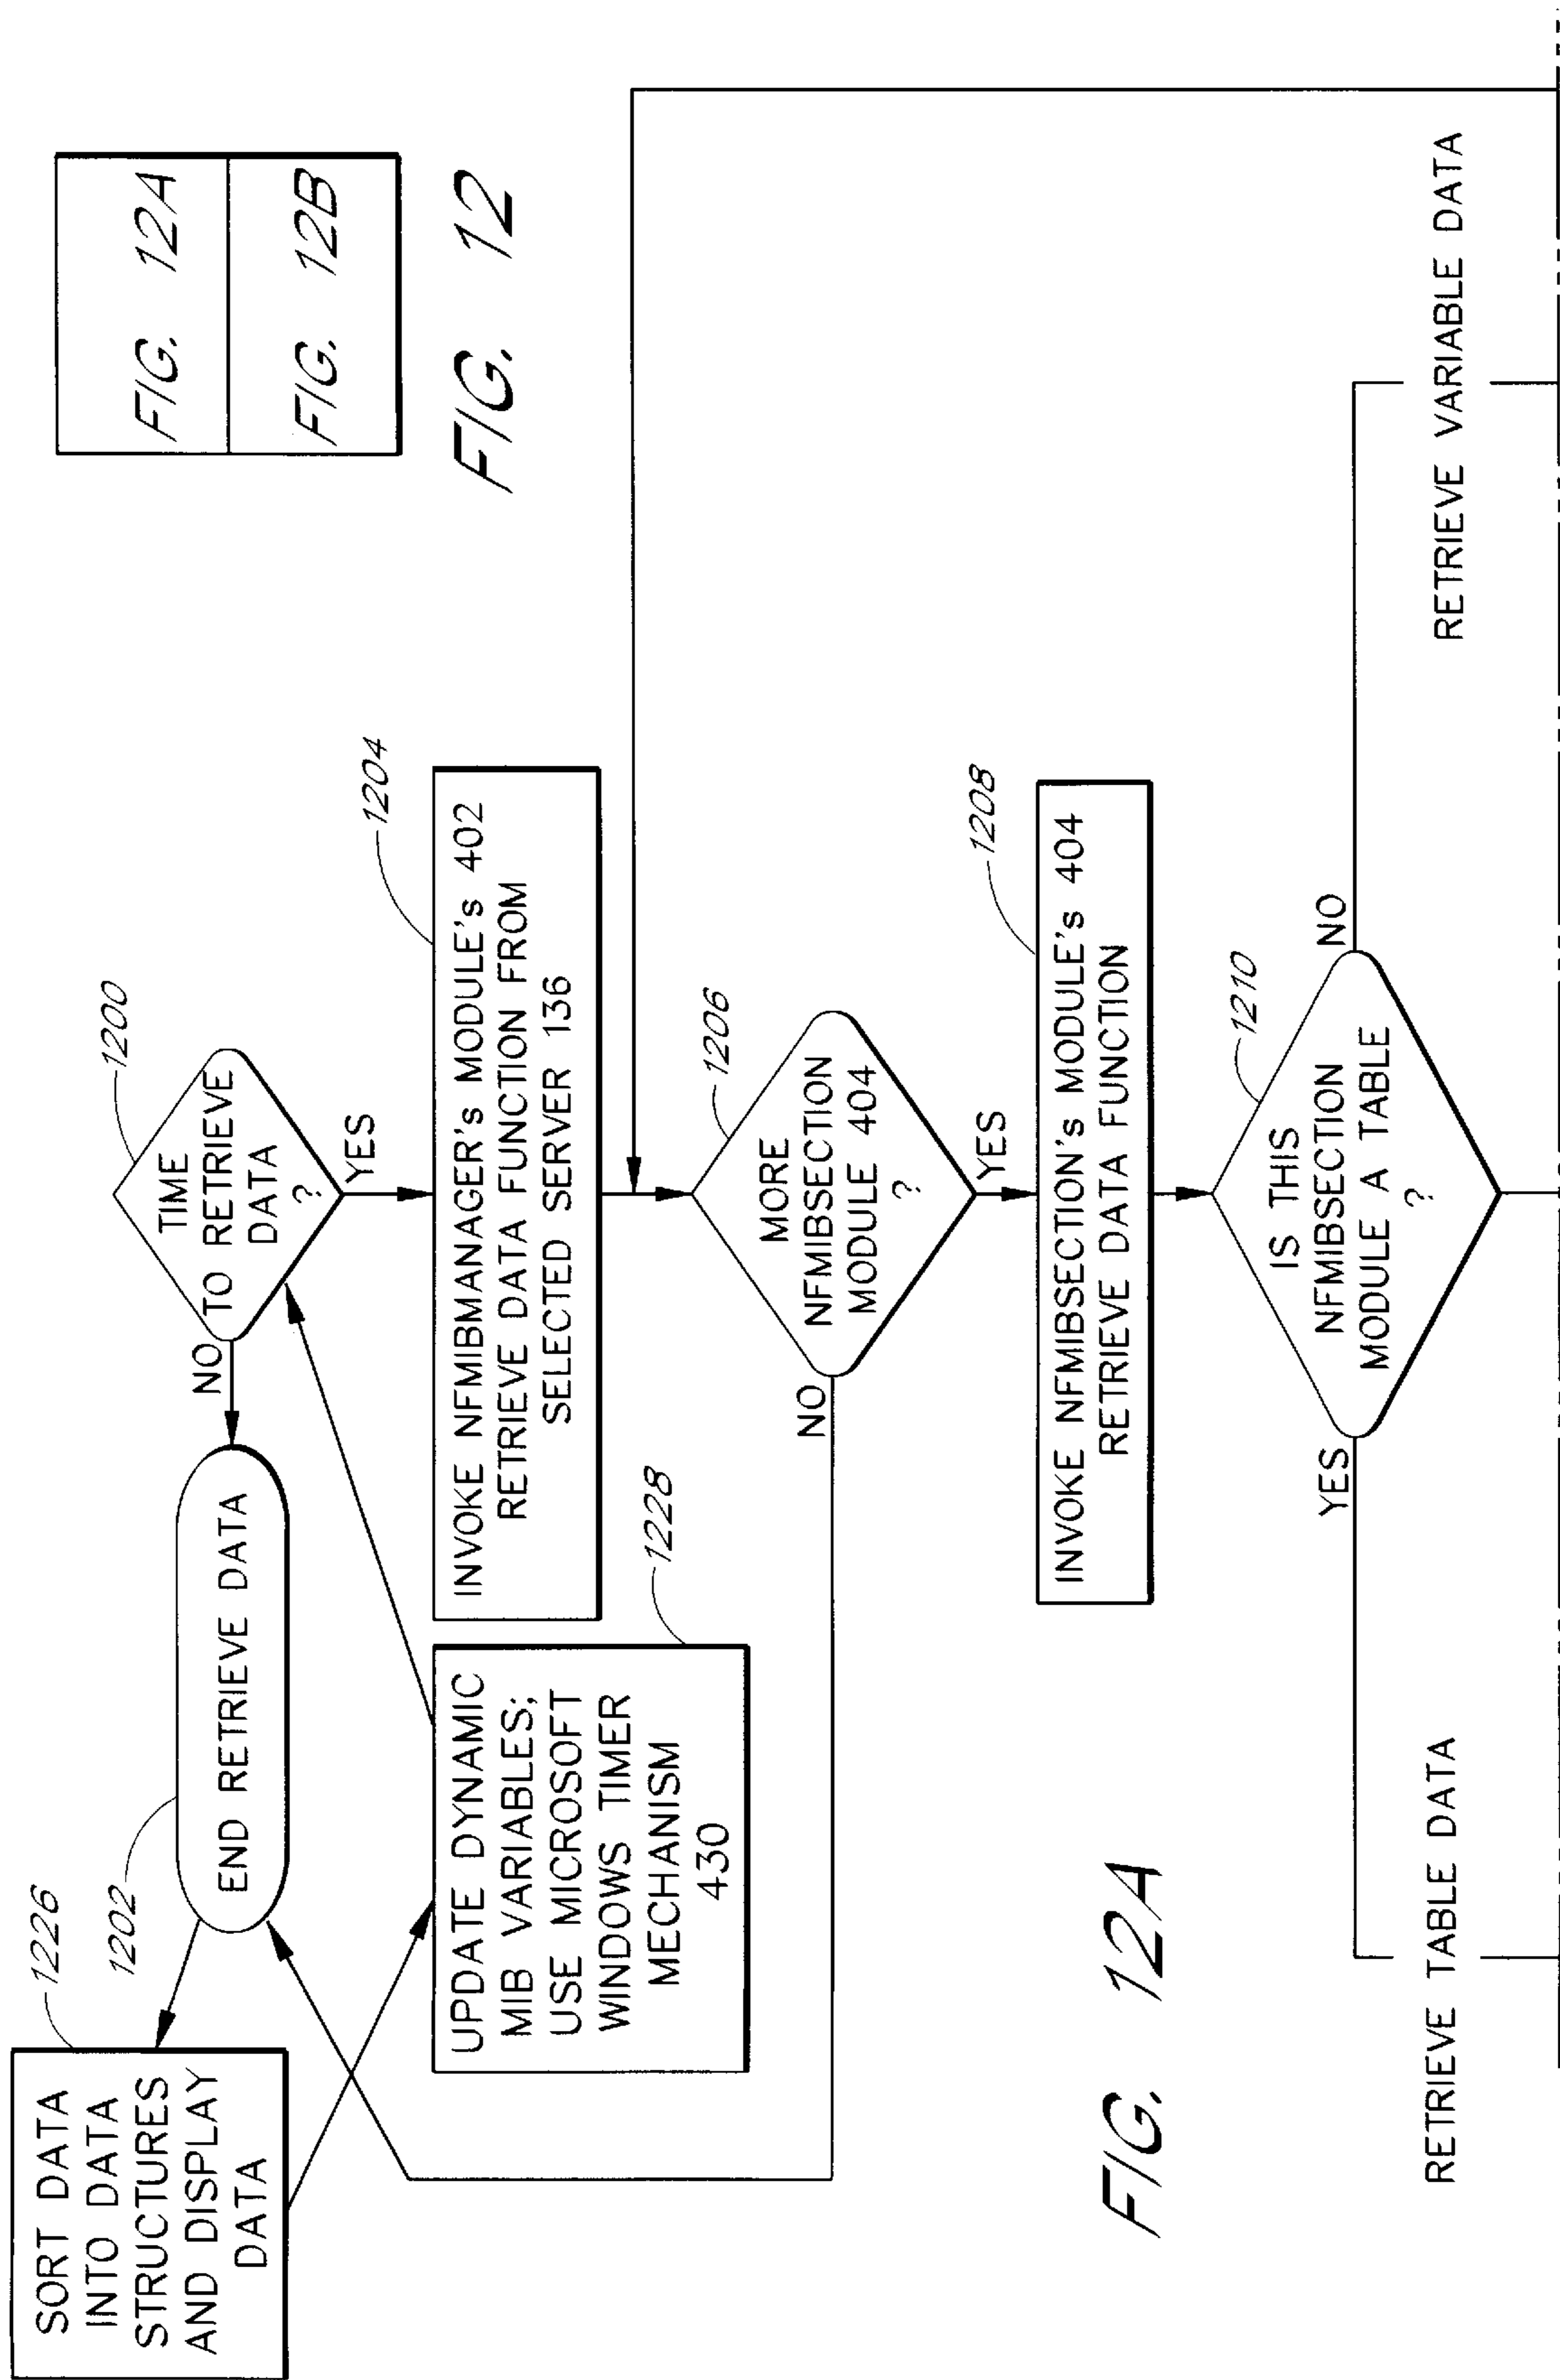 FIG. 12A
FIG. 12B
FIG. 12
1226
SORT DATA
INTO DATA
STRUCTURES
AND DISPLAY
DATA
1202
END RETRIEVE DATA
NO
1200
TIME
TO RETRIEVE
DATA
?
YES
1228
UPDATE DYNAMIC
MIB VARIABLES;
USE MICROSOFT
WINDOWS TIMER
MECHANISM
430
1204
INVOKE NFMIBMANAGER's MODULE's 402
RETRIEVE DATA FUNCTION FROM
SELECTED SERVER 136
1206
MORE
NFMIBSECTION
MODULE 404
?
NO
YES
1208
INVOKE NFMIBSECTION's MODULE's 404
RETRIEVE DATA FUNCTION
1210
IS THIS
NFMIBSECTION
MODULE A TABLE
?
YES
NO
RETRIEVE TABLE DATA
RETRIEVE VARIABLE DATA
FIG. 12A